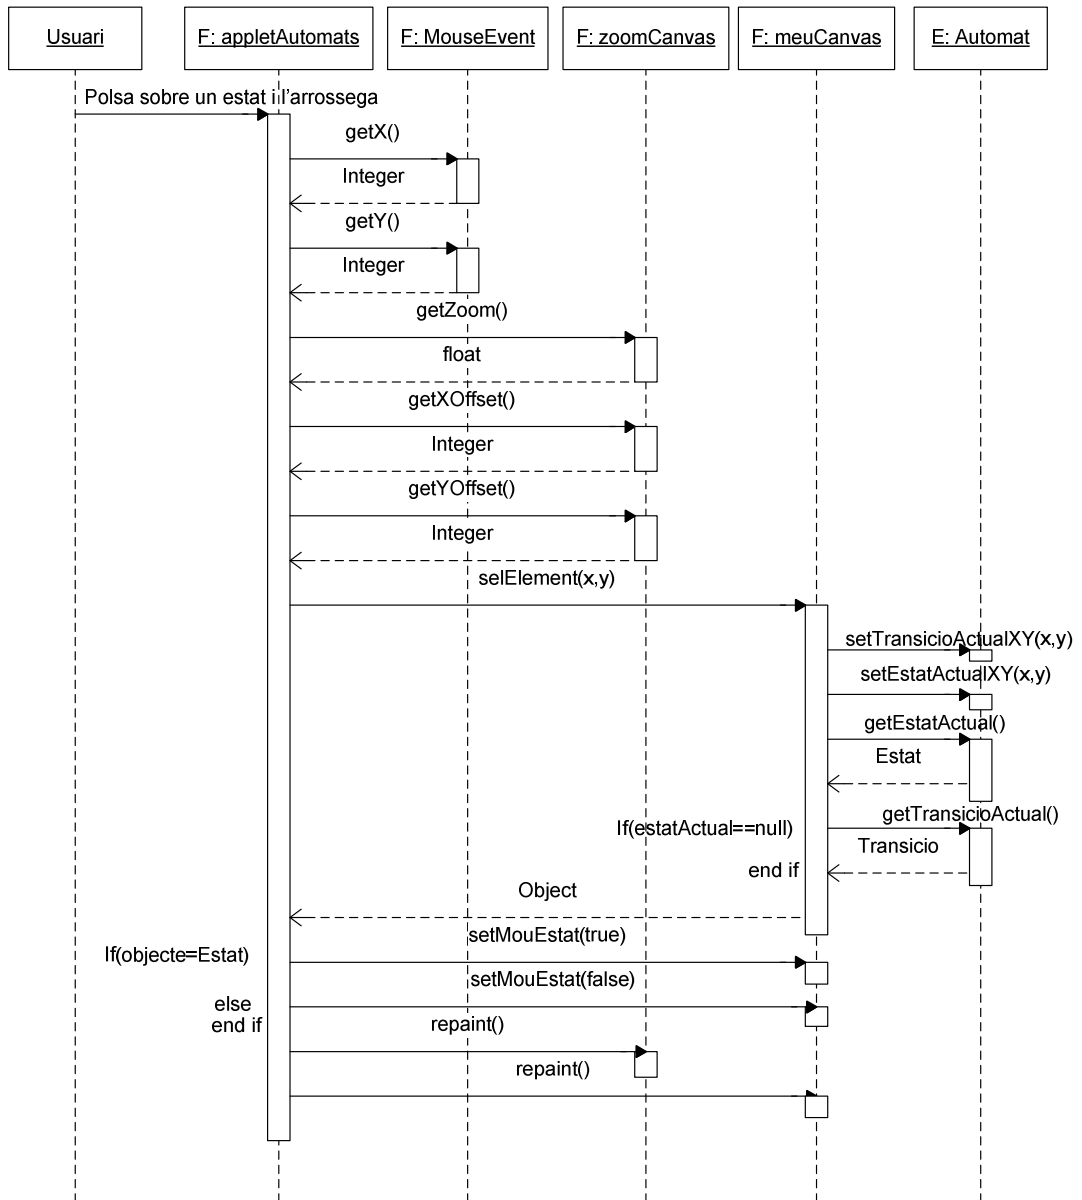 Usuari
F: appletAutomats
F: MouseEvent
F: zoomCanvas
F: meuCanvas
E: Automat
Polsa sobre un estat i l'arrossega
getX()
Integer
getY()
Integer
getZoom()
float
getXOffset()
Integer
getYOffset()
Integer
selElement(x,y)
setTransicioActualXY(x,y)
setEstatActualXY(x,y)
getEstatActual()
Estat
getTransicioActual()
If(estatActual==null)
Transicio
end if
Object
setMouEstat(true)
If(objecte=Estat)
setMouEstat(false)
else
end if
repaint()
repaint()